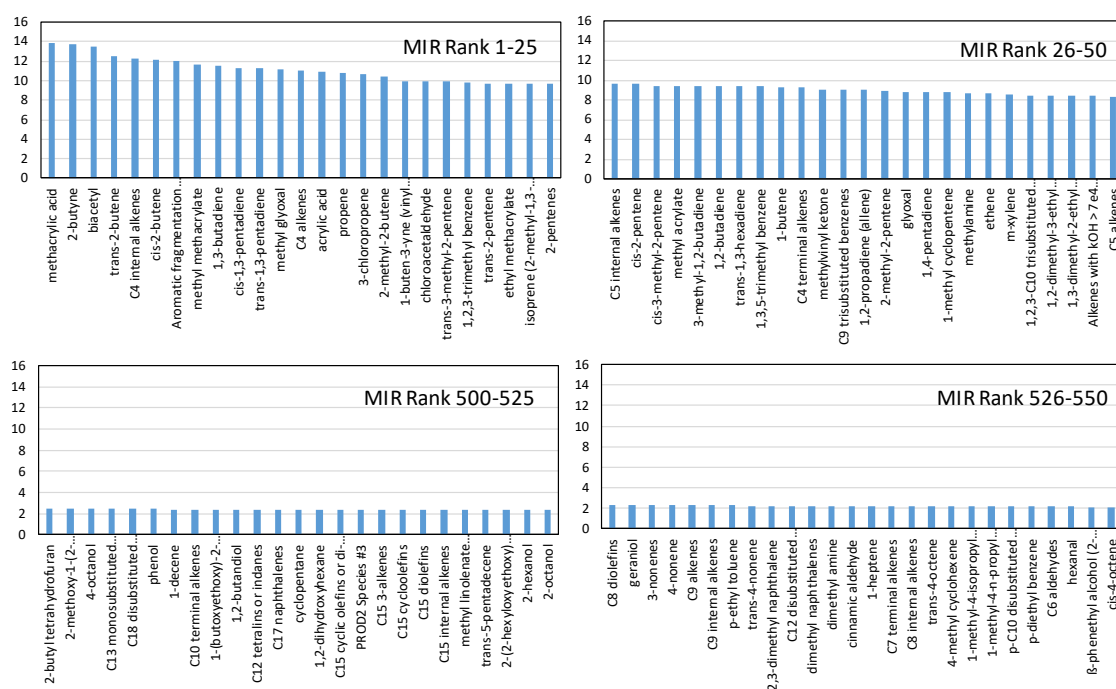 16
14
12
10
8
6
4
2
0
MIR Rank 1-25
methacrylic acid
2-butyne
biacetyl
trans-2-butene
C4 internal alkenes
cis-2-butene
Aromatic fragmentation…
methyl methacrylate
1,3-butadiene
cis-1,3-pentadiene
trans-1,3-pentadiene
methyl glyoxal
C4 alkenes
acrylic acid
propene
3-chloropropene
2-methyl-2-butene
1-buten-3-yne (vinyl…
chloroacetaldehyde
trans-3-methyl-2-pentene
1,2,3-trimethyl benzene
trans-2-pentene
ethyl methacrylate
isoprene (2-methyl-1,3-…
2-pentenes
16
14
12
10
8
6
4
2
0
MIR Rank 26-50
C5 internal alkenes
cis-2-pentene
cis-3-methyl-2-pentene
methyl acrylate
3-methyl-1,2-butadiene
1,2-butadiene
trans-1,3-hexadiene
1,3,5-trimethyl benzene
1-butene
C4 terminal alkenes
methylvinyl ketone
C9 trisubstituted benzenes
1,2-propadiene (allene)
2-methyl-2-pentene
glyoxal
1,4-pentadiene
1-methyl cyclopentene
methylamine
ethene
m-xylene
1,2,3-C10 trisubstituted…
1,2-dimethyl-3-ethyl…
1,3-dimethyl-2-ethyl…
Alkenes with kOH > 7 e4…
C5 alkenes
16
14
12
10
8
6
4
2
0
MIR Rank 500-525
2-butyl tetrahydrofuran
2-methoxy-1-(2-…
4-octanol
C13 monosubstituted…
C18 disubstituted…
phenol
1-decene
C10 terminal alkenes
1-(butoxyethoxy)-2-…
1,2-butandiol
C12 tetralins or indanes
C17 naphthalenes
cyclopentane
1,2-dihydroxyhexane
C15 cyclic olefins or di-…
PROD2 Species #3
C15 3-alkenes
C15 cycloolefins
C15 diolefins
C15 internal alkenes
methyl linolenate…
trans-5-pentadecene
2-(2-hexyloxyethoxy)…
2-hexanol
2-octanol
16
14
12
10
8
6
4
2
0
MIR Rank 526-550
C8 diolefins
geraniol
3-nonenes
4-nonene
C9 alkenes
C9 internal alkenes
p-ethyl toluene
trans-4-nonene
2,3-dimethyl naphthalene
C12 disubstituted…
dimethyl naphthalenes
dimethyl amine
cinnamic aldehyde
1-heptene
C7 terminal alkenes
C8 internal alkenes
trans-4-octene
4-methyl cyclohexene
1-methyl-4-isopropyl…
1-methyl-4-n-propyl…
p-C10 disubstituted…
p-diethyl benzene
C6 aldehydes
hexanal
ß-phenethyl alcohol (2-…
cis-4-octene